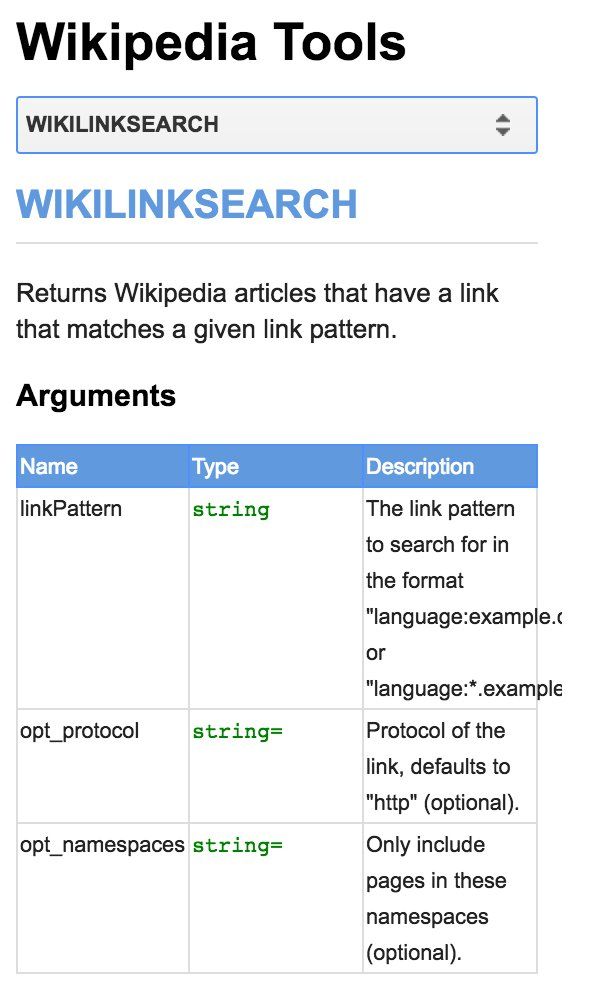 Wikipedia Tools
WIKILINKSEARCH
WIKILINKSEARCH
Returns Wikipedia articles that have a link
that matches a given link pattern.
Arguments
Name Type Description
linkPattern string The link pattern
to search for in
the format
"language:example.
or
"language:*.example
opt_protocol string= Protocol of the
link, defaults to
"http" (optional).
opt_namespaces string= Only include
pages in these
namespaces
(optional).